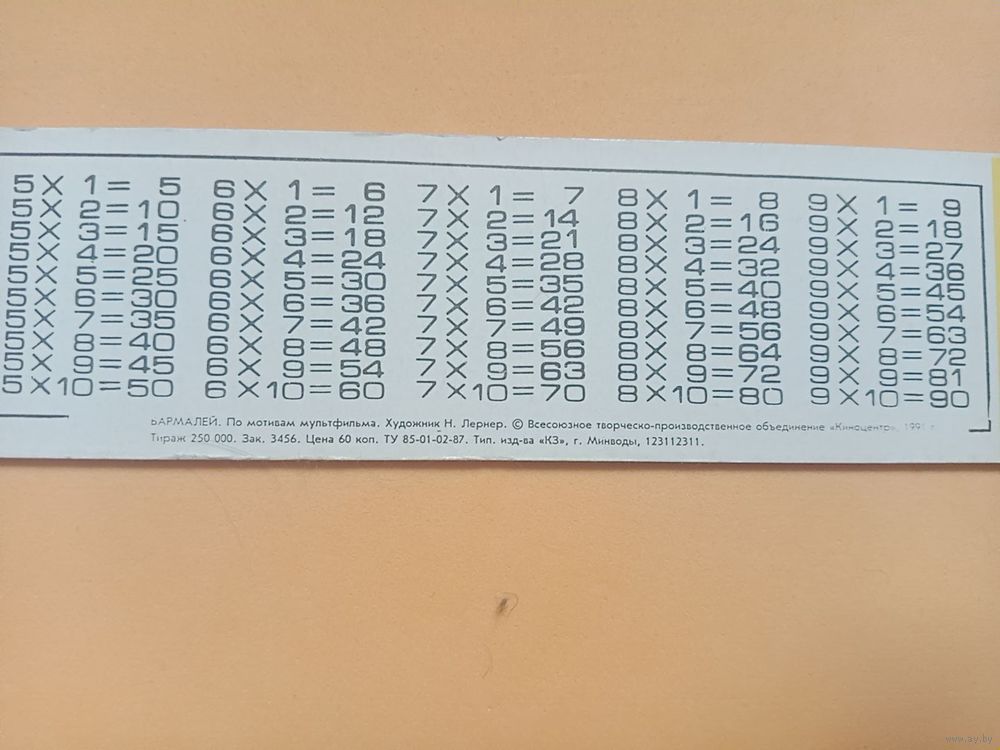 5 X 1 = 5
5 X 2 = 10
5 X 3 = 15
5 X 4 = 20
5 X 5 = 25
5 X 6 = 30
5 X 7 = 35
5 X 8 = 40
5 X 9 = 45
5 X 10 = 50
6 X 1 = 6
6 X 2 = 12
6 X 3 = 18
6 X 4 = 24
6 X 5 = 30
6 X 6 = 36
6 X 7 = 42
6 X 8 = 48
6 X 9 = 54
6 X 10 = 60
7 X 1 = 7
7 X 2 = 14
7 X 3 = 21
7 X 4 = 28
7 X 5 = 35
7 X 6 = 42
7 X 7 = 49
7 X 8 = 56
7 X 9 = 63
7 X 10 = 70
8 X 1 = 8
8 X 2 = 16
8 X 3 = 24
8 X 4 = 32
8 X 5 = 40
8 X 6 = 48
8 X 7 = 56
8 X 8 = 64
8 X 9 = 72
8 X 10 = 80
9 X 1 = 9
9 X 2 = 18
9 X 3 = 27
9 X 4 = 36
9 X 5 = 45
9 X 6 = 54
9 X 7 = 63
9 X 8 = 72
9 X 9 = 81
9 X 10 = 90
БАРМАЛЕЙ. По мотивам мультфильма. Художник Н. Лернер. © Всесоюзное творческо-производственное объединение «Киноцентр»,
Тираж 250 000. Зак. 3456. Цена 60 коп. ТУ 85-01-02-87. Тип. изд-ва «КЗ», г. Минводы, 123112311.
www.ay.by